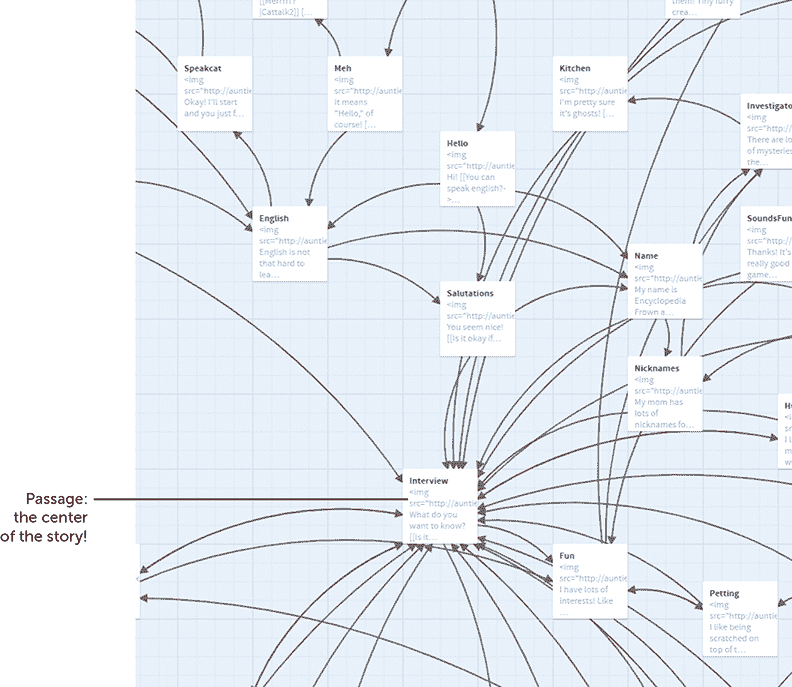 |Cattalk2]] [...
them! Tiny furry
crea...
Speakcat
<img
src="http://auntie
Okay! I'll start
and you just f...
Meh
<img
src="http://auntie
It means
"Hello," of
course! [...
Kitchen
<img
src="http://auntie
I'm pretty sure
it's ghosts! [...
Investigato
<img
src="http://a
There are lo
of mysteries
the...
Hello
<img
src="http://auntie
Hi! [[You can
speak english?-
>...
English
<img
src="http://auntie
English is not
that hard to
lea...
SoundsFun
<img
src="http://a
Thanks! It's
really good
game...
Name
<img
src="http://auntie
My name is
Encyclopedia
Frown a...
Salutations
<img
src="http://auntie
You seem nice!
[[Is it okay if...
Nicknames
<img
src="http://auntie
My mom has
lots of
nicknames fo...
Interview
<img
src="http://auntie
What do you
want to know?
[[Is it...
Passage:
the center
of the story!
Fun
<img
src="http://auntie
I have lots of
interests! Like
...
Petting
<img
src="http://auntie
I like being
scratched on
top of t...